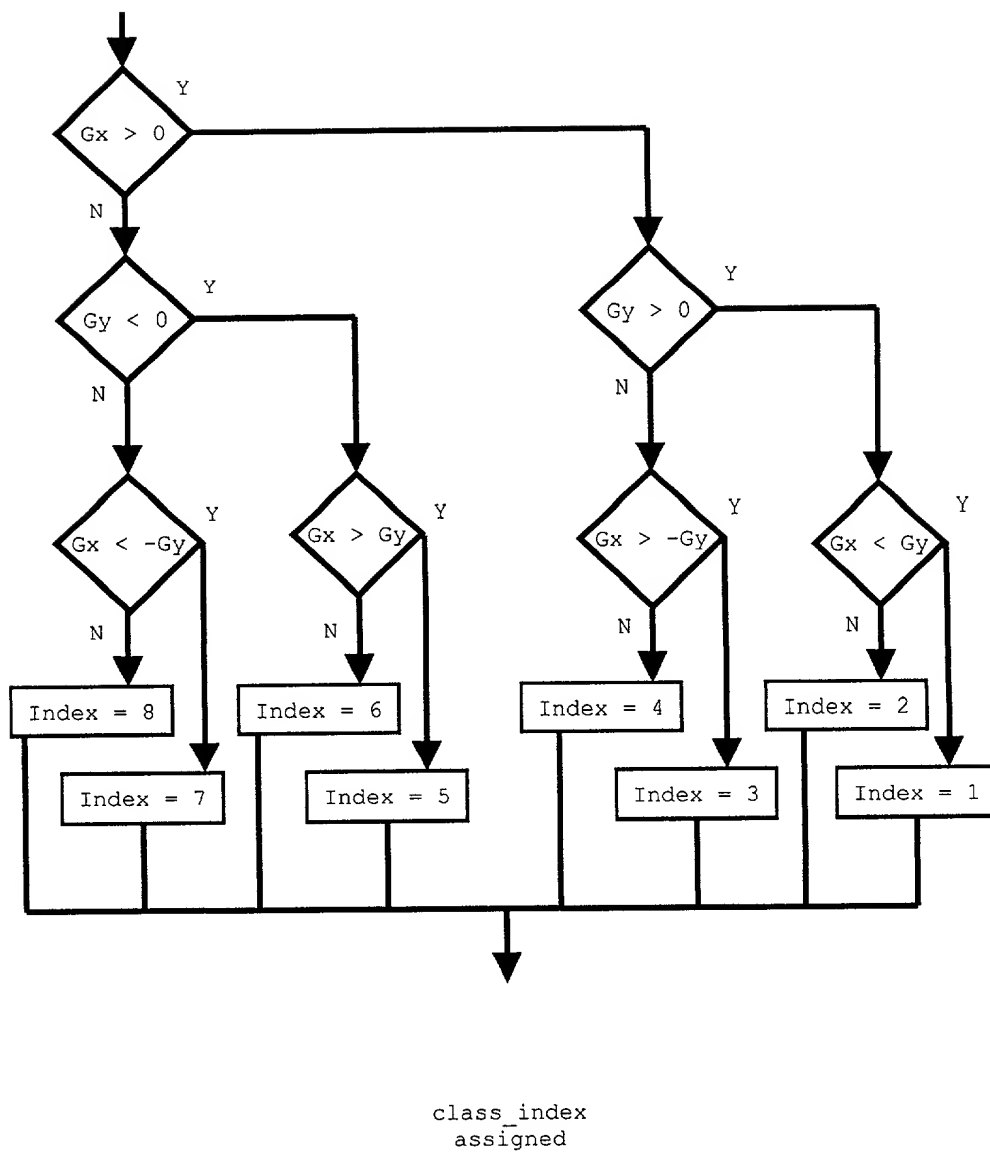 Y
Gx > 0
N
Y
Y
Gy < 0
Gy > 0
N
N
Y
Y
Y
Y
Gx < -Gy
Gx > Gy
Gx > -Gy
Gx < Gy
N
N
N
N
Index = 8
Index = 6
Index = 4
Index = 2
Index = 7
Index = 5
Index = 3
Index = 1
class_index
assigned